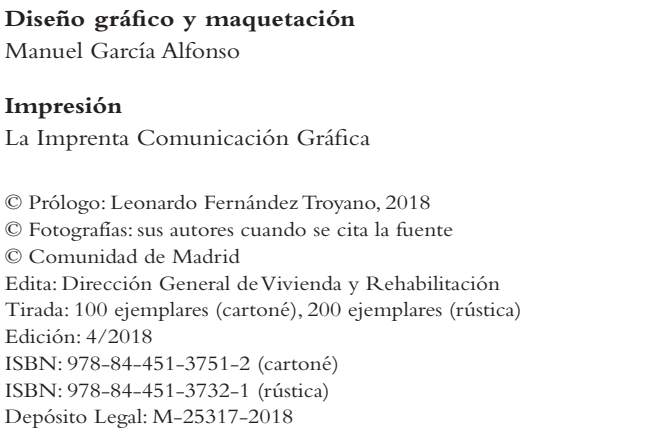 Diseño gráfico y maquetación
Manuel García Alfonso
Impresión
La Imprenta Comunicación Gráfica
© Prólogo: Leonardo Fernández Troyano, 2018
© Fotografías: sus autores cuando se cita la fuente
© Comunidad de Madrid
Edita: Dirección General de Vivienda y Rehabilitación
Tirada: 100 ejemplares (cartoné), 200 ejemplares (rústica)
Edición: 4/2018
ISBN: 978-84-451-3751-2 (cartoné)
ISBN: 978-84-451-3732-1 (rústica)
Depósito Legal: M-25317-2018